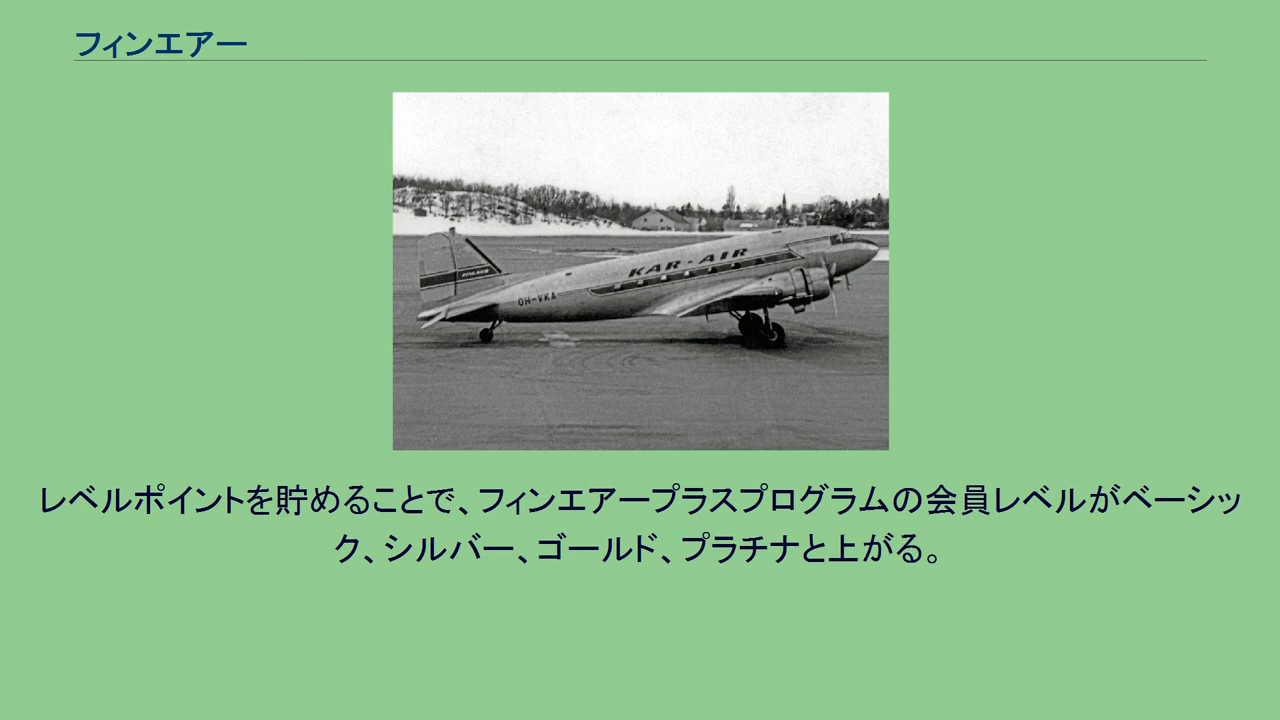 フィンエアー
KAR-AIR
FINLAND
OH-VKA
レベルポイントを貯めることで、フィンエアープラスプログラムの会員レベルがベーシッ
ク、シルバー、ゴールド、プラチナと上がる。